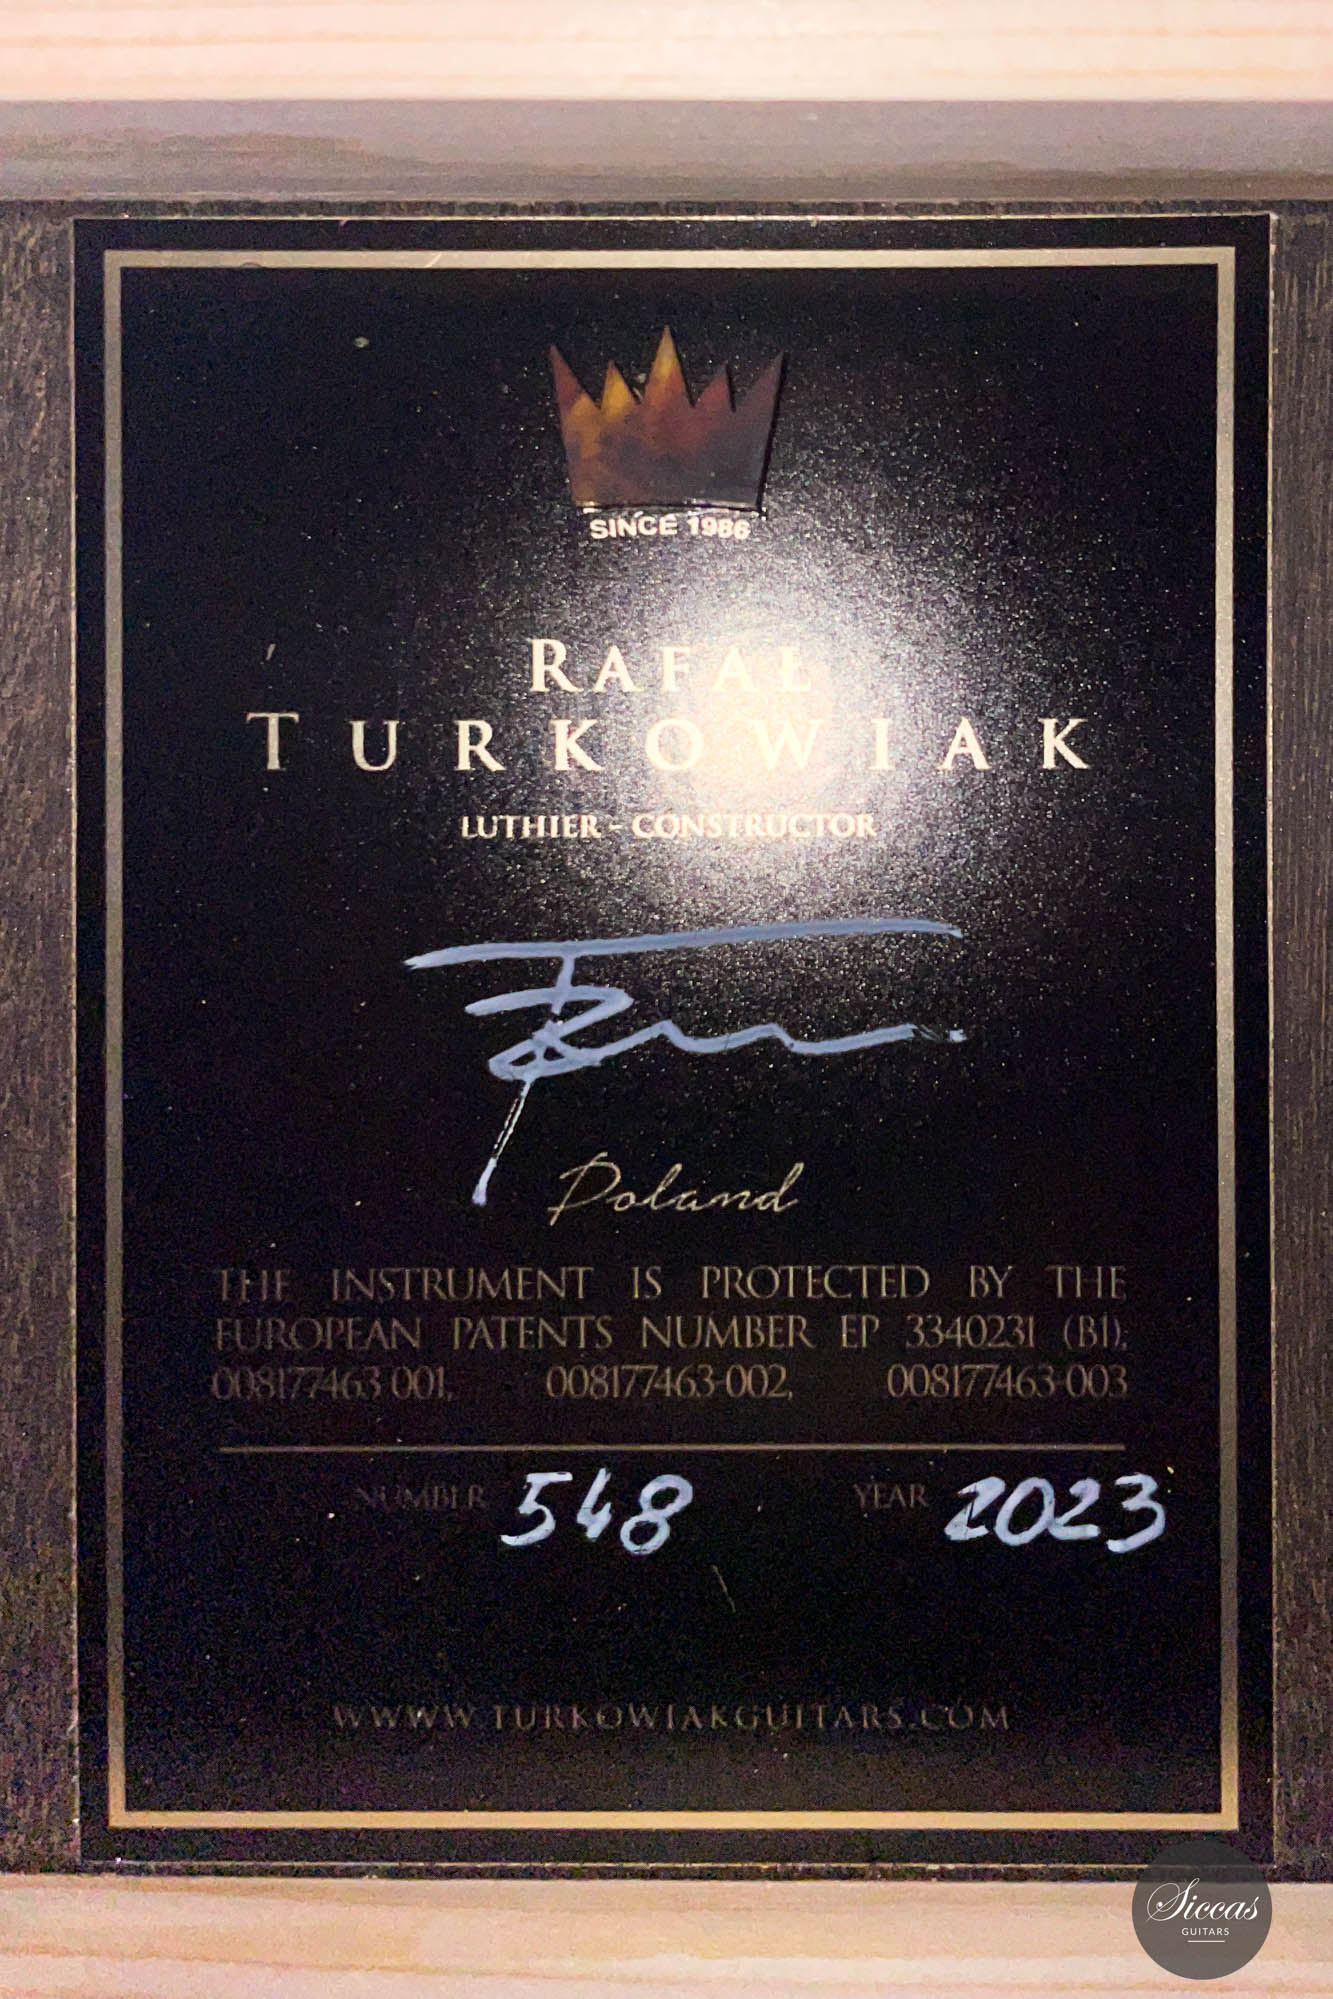 SINCE 1986
RAFAŁ
TURKOWIAK
LUTHIER - CONSTRUCTOR
Poland
THE INSTRUMENT IS PROTECTED BY THE
EUROPEAN PATENTS NUMBER EP 3340231 (B1),
008177463-001, 008177463-002, 008177463-003
NUMBER 548 YEAR 2023
WWW.TURKOWIAKGUITARS.COM
Siccas
GUITARS